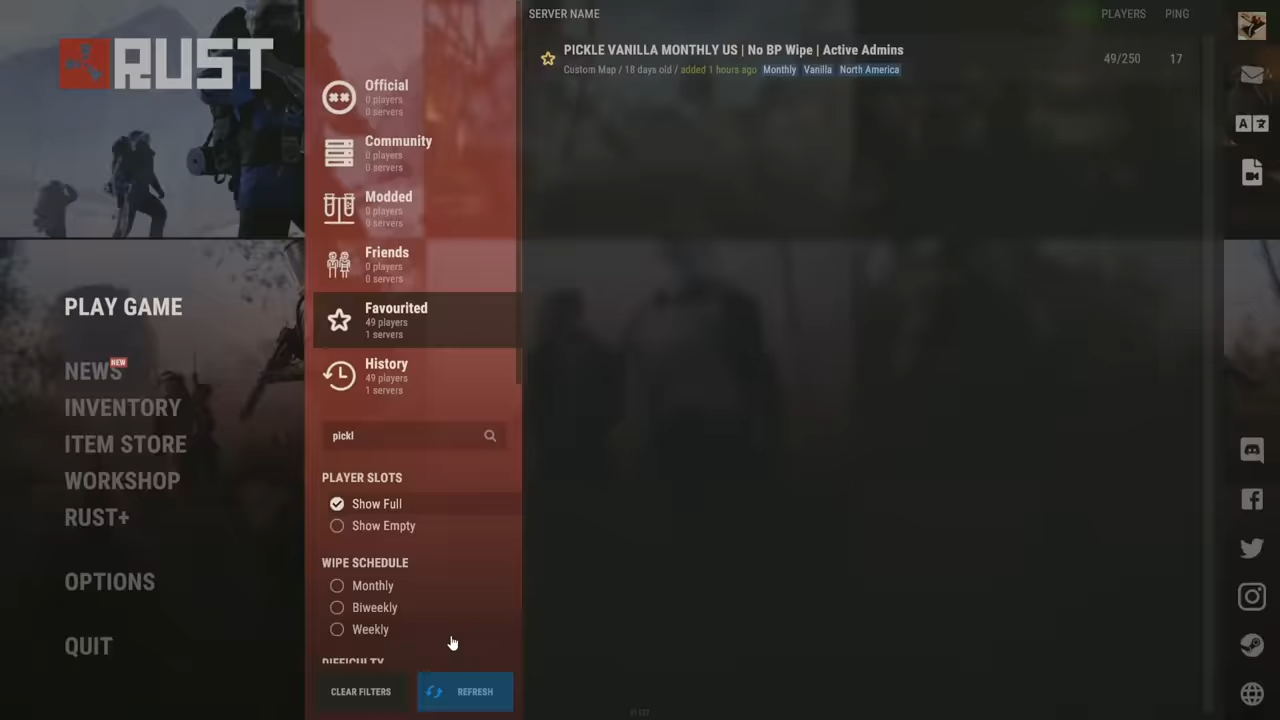 RUST
PLAY GAME
NEWS NEW
INVENTORY
ITEM STORE
WORKSHOP
RUST+
OPTIONS
QUIT
Official
0 players
0 servers
Community
0 players
0 servers
Modded
0 players
0 servers
Friends
0 players
0 servers
Favourited
49 players
1 servers
History
49 players
1 servers
pickl
PLAYER SLOTS
Show Full
Show Empty
WIPE SCHEDULE
Monthly
Biweekly
Weekly
DIFFICULTY
CLEAR FILTERS
REFRESH
SERVER NAME PLAYERS PING
PICKLE VANILLA MONTHLY US | No BP Wipe | Active Admins 49/250 17
Custom Map / 18 days old / added 1 hours ago Monthly Vanilla North America